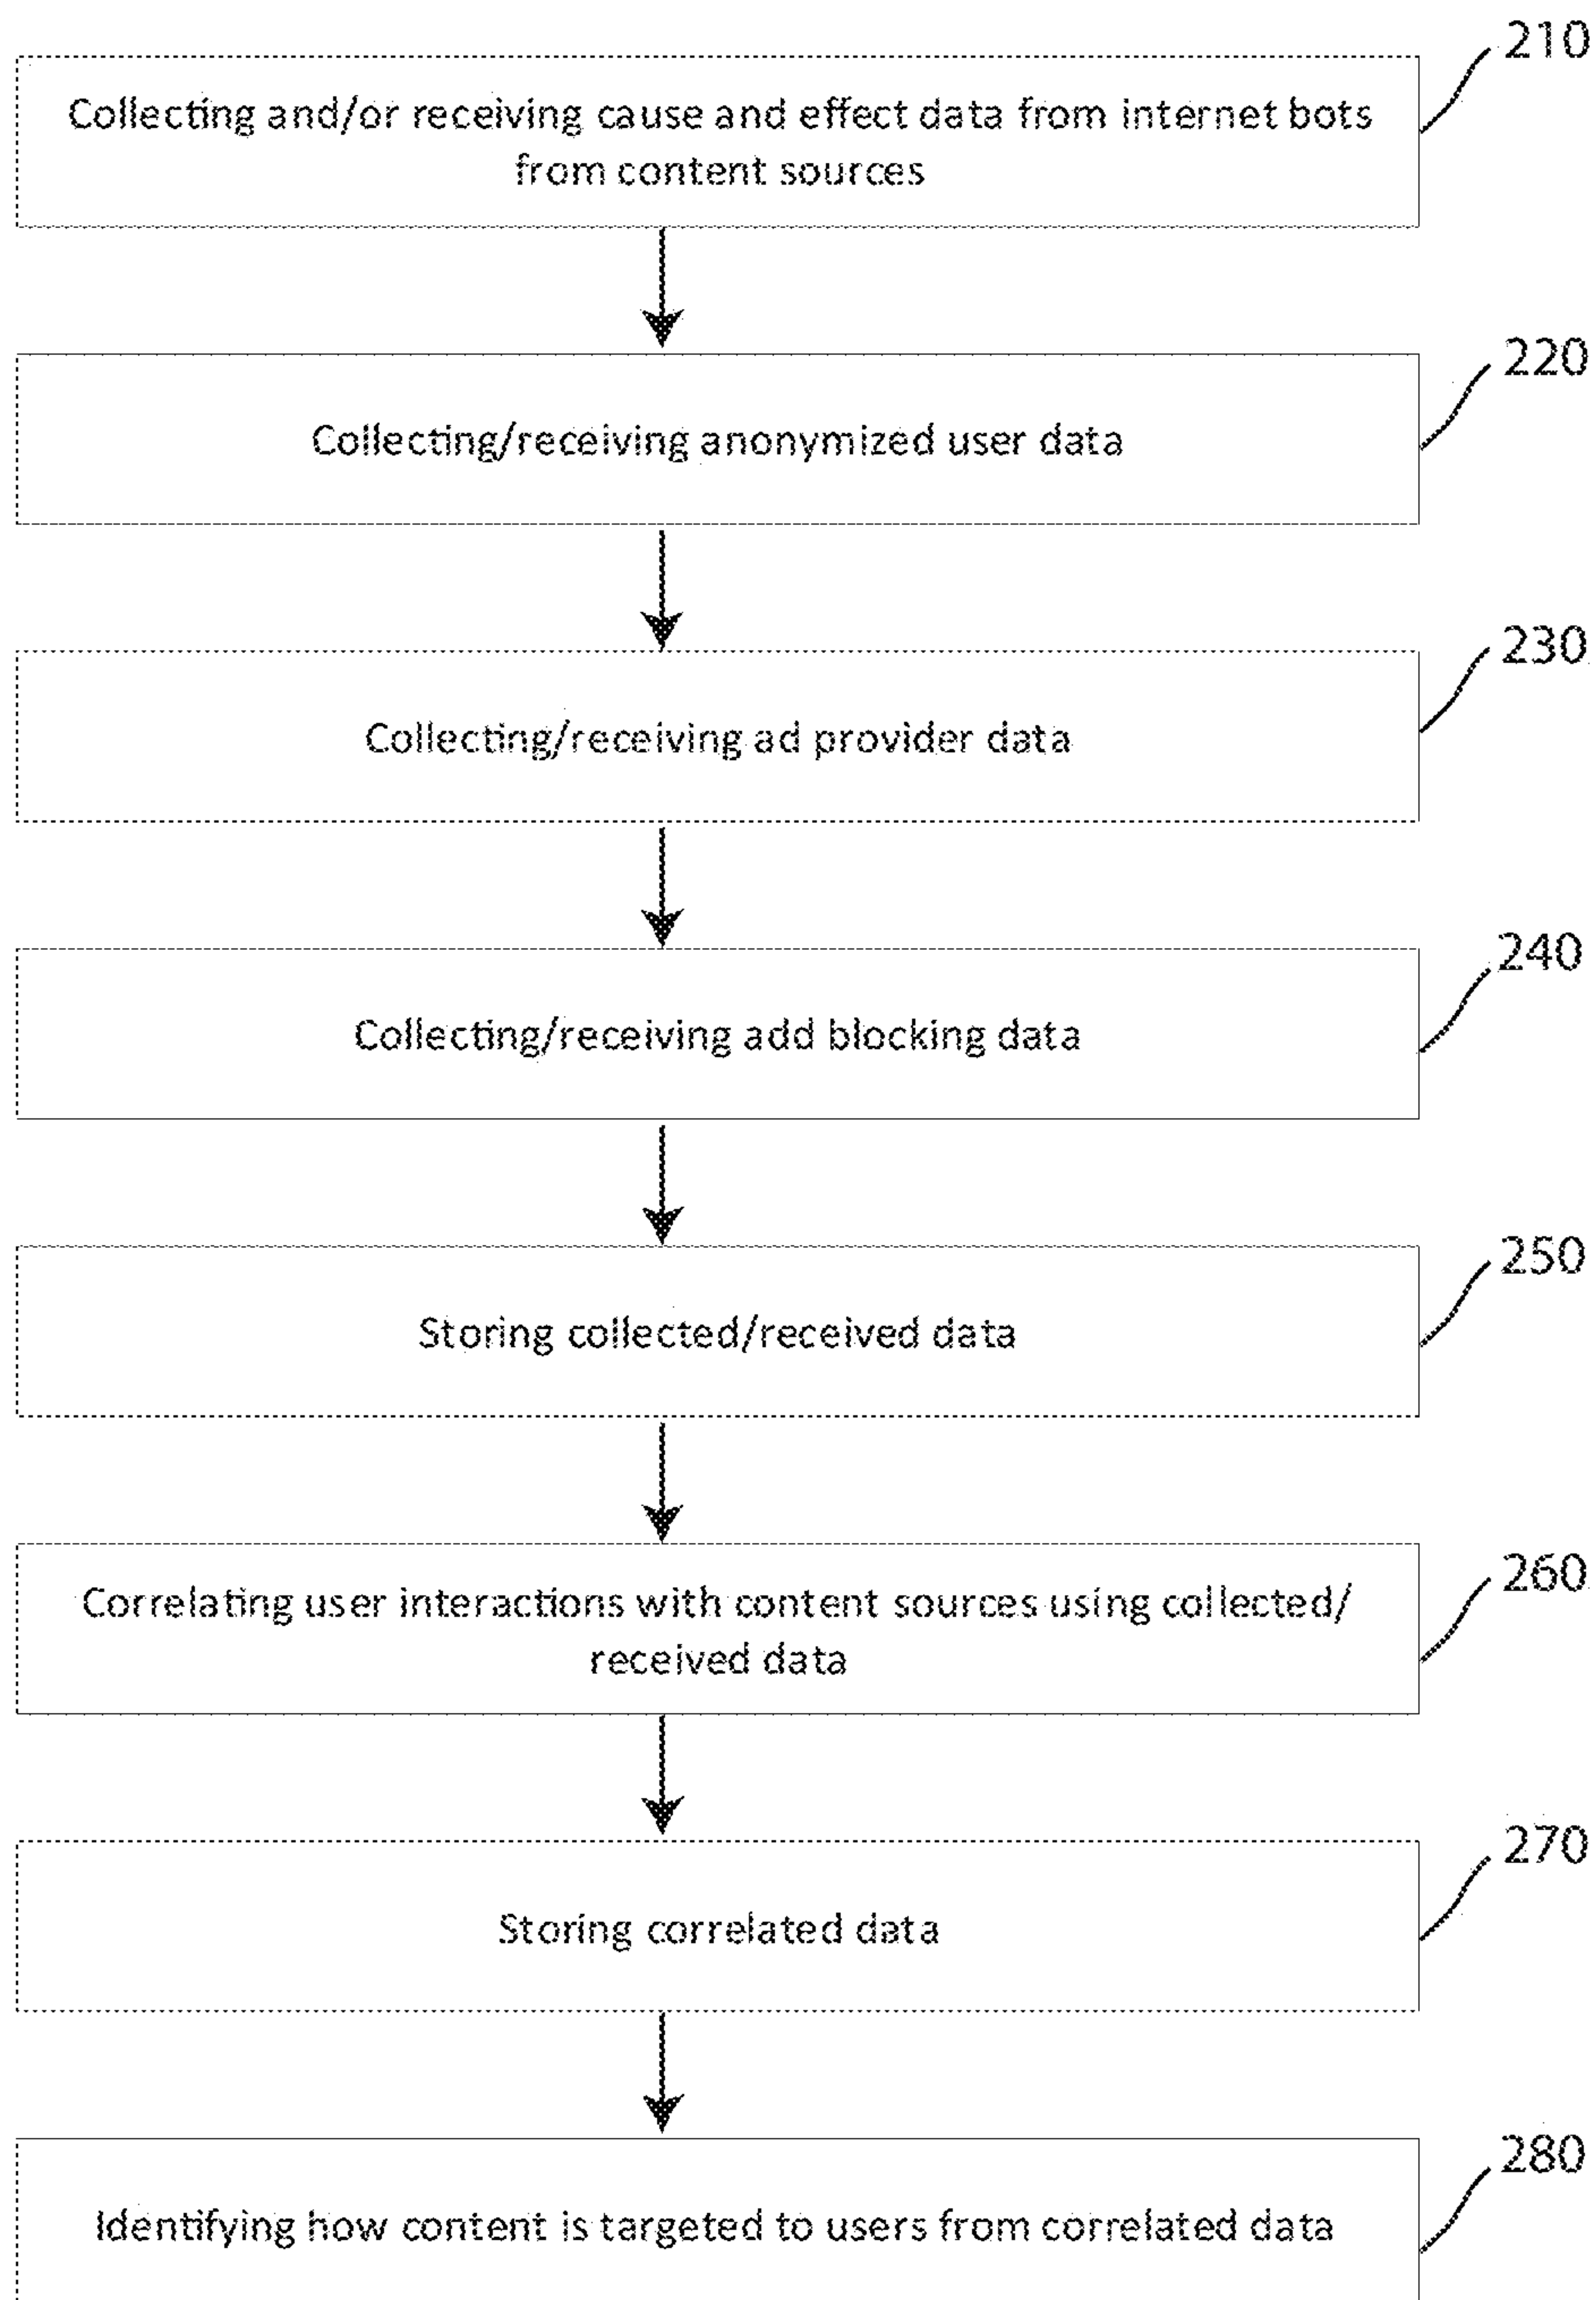 210
Collecting and/or receiving cause and effect data from internet bots
from content sources
220
Collecting/receiving anonymized user data
230
Collecting/receiving ad provider data
240
Collecting/receiving add blocking data
250
Storing collected/received data
260
Correlating user interactions with content sources using collected/
received data
270
Storing correlated data
280
Identifying how content is targeted to users from correlated data